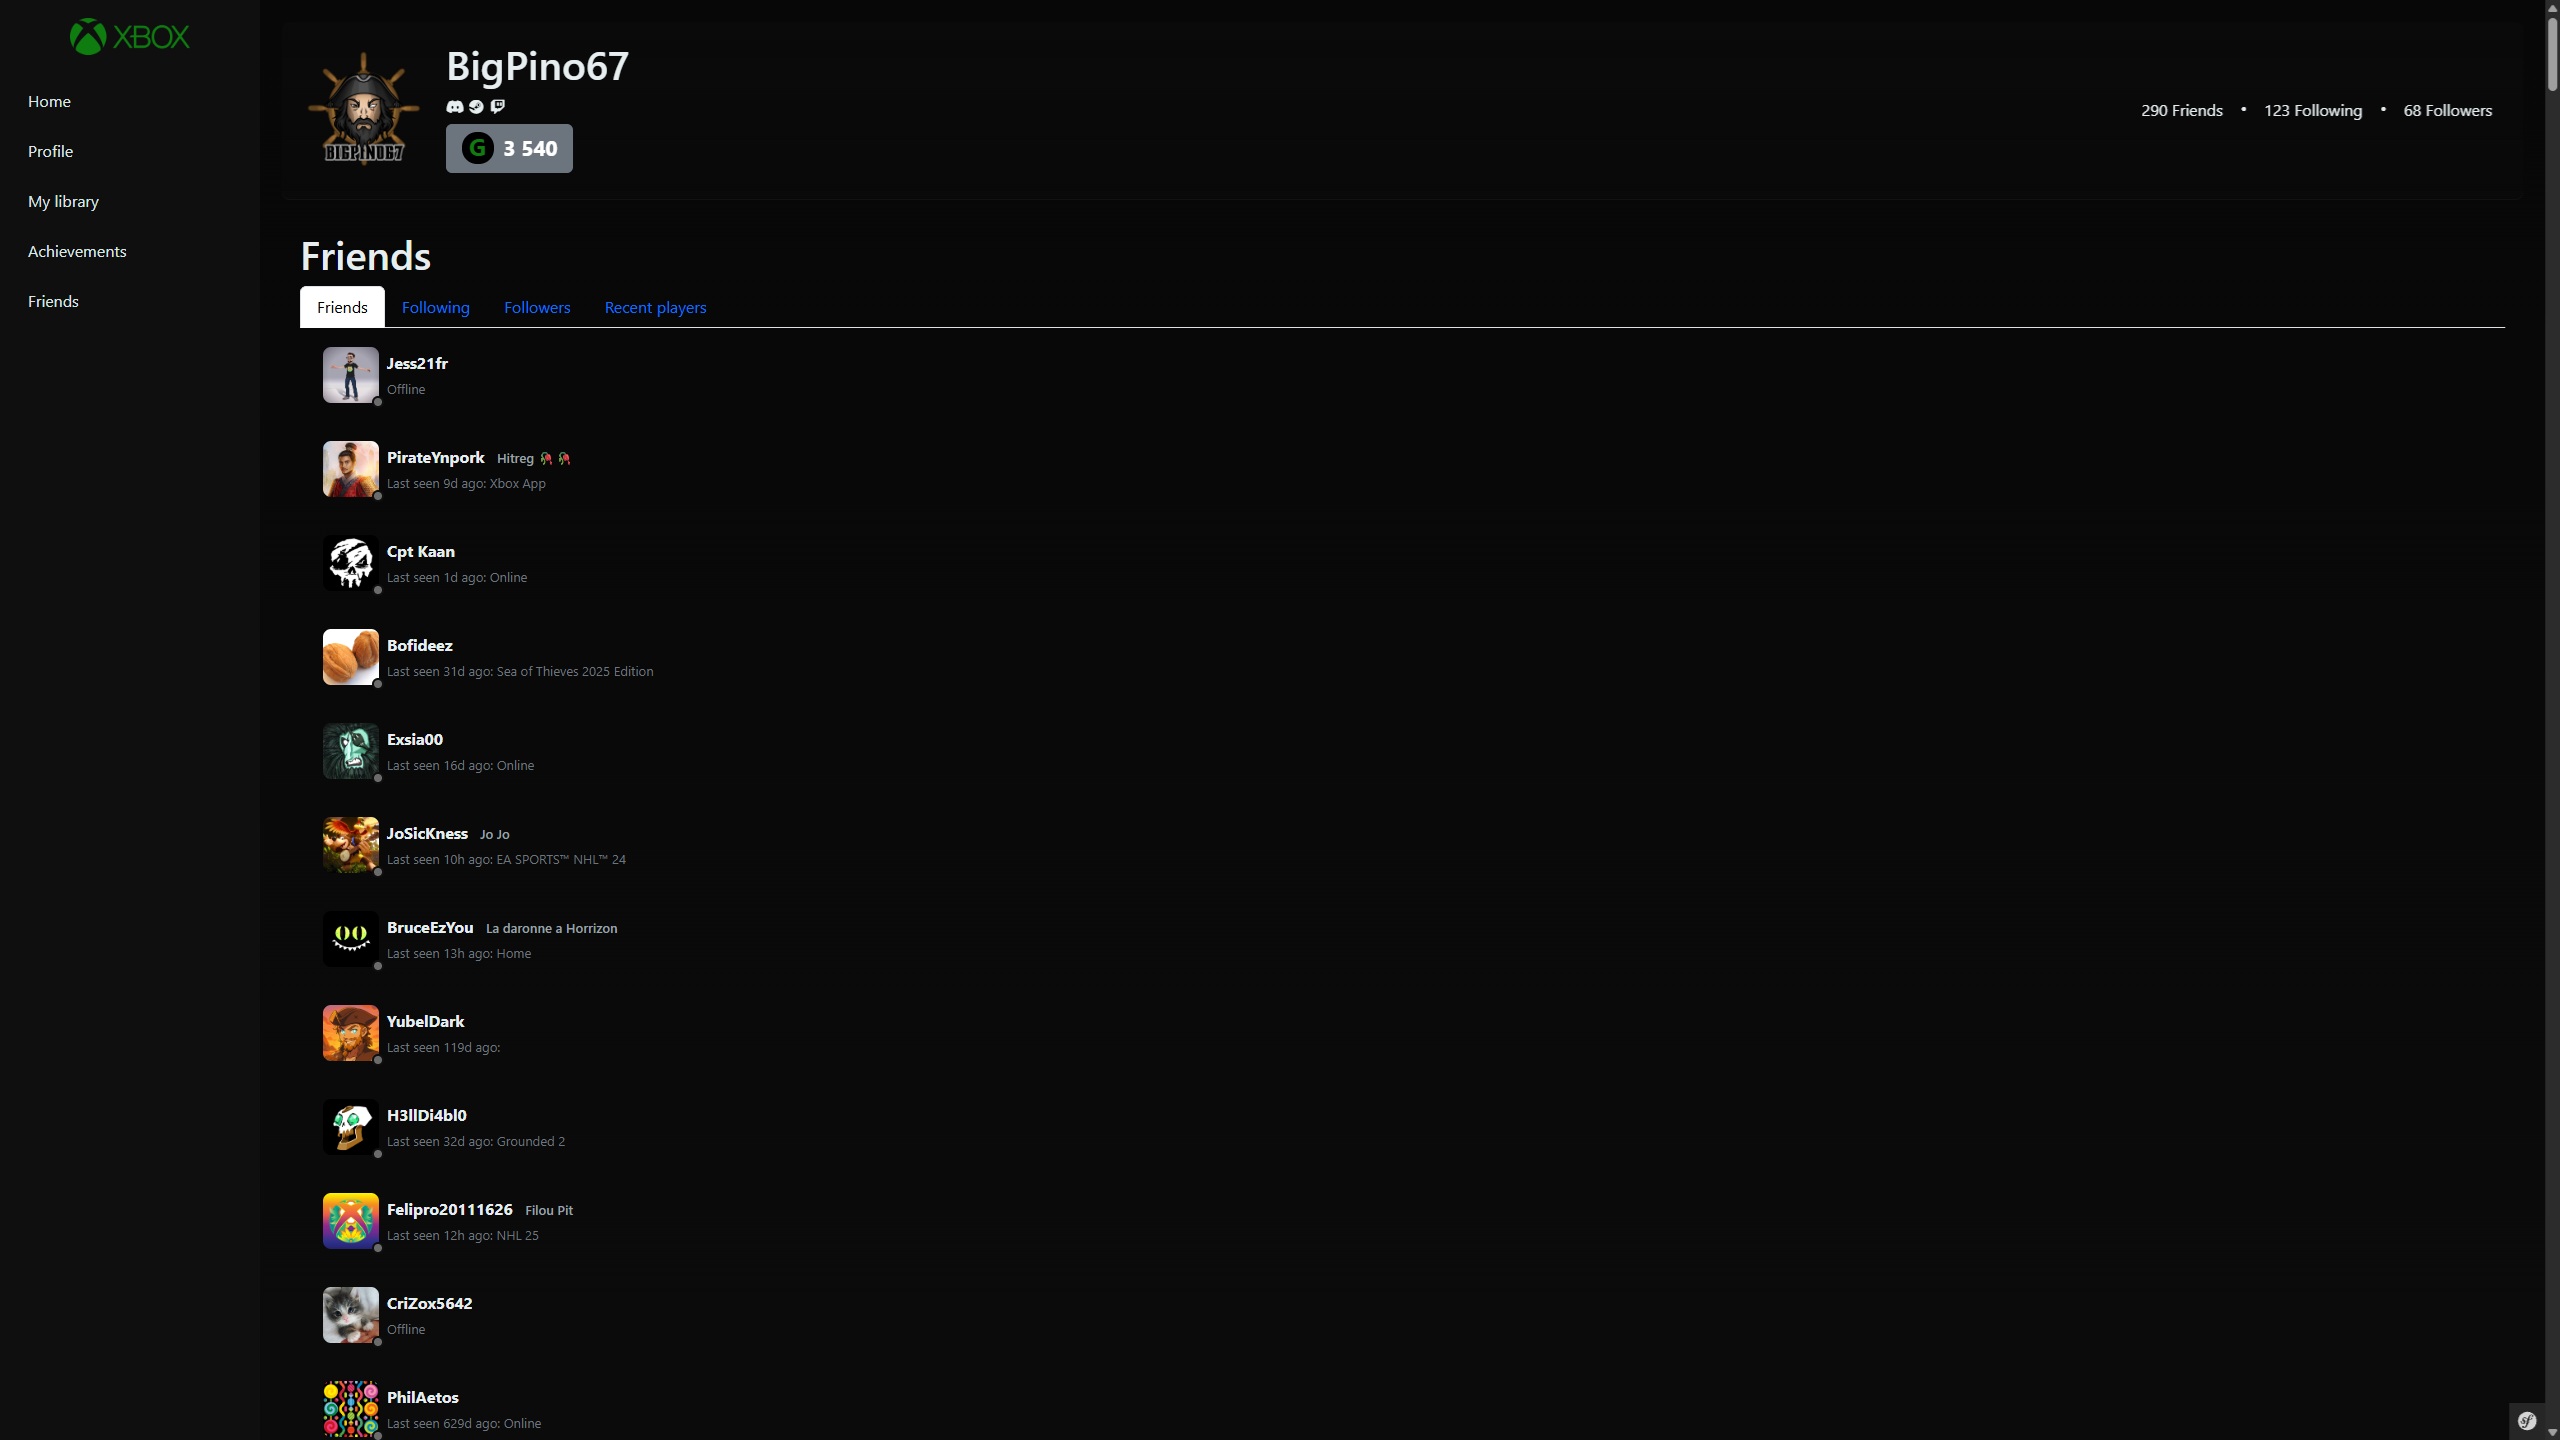 XBOX
Home
Profile
My library
Achievements
Friends
BIGPINO67
BigPino67
G 3 540
290 Friends • 123 Following • 68 Followers
Friends
Friends Following Followers Recent players
Jess21fr
Offline
PirateYnpork Hitreg 🥀🥀
Last seen 9d ago: Xbox App
Cpt Kaan
Last seen 1d ago: Online
Bofideez
Last seen 31d ago: Sea of Thieves 2025 Edition
Exsia00
Last seen 16d ago: Online
JoSicKness Jo Jo
Last seen 10h ago: EA SPORTS™ NHL™ 24
BruceEzYou La daronne a Horrizon
Last seen 13h ago: Home
YubelDark
Last seen 119d ago:
H3llDi4bl0
Last seen 32d ago: Grounded 2
Felipro20111626 Filou Pit
Last seen 12h ago: NHL 25
CriZox5642
Offline
PhilAetos
Last seen 629d ago: Online
sf